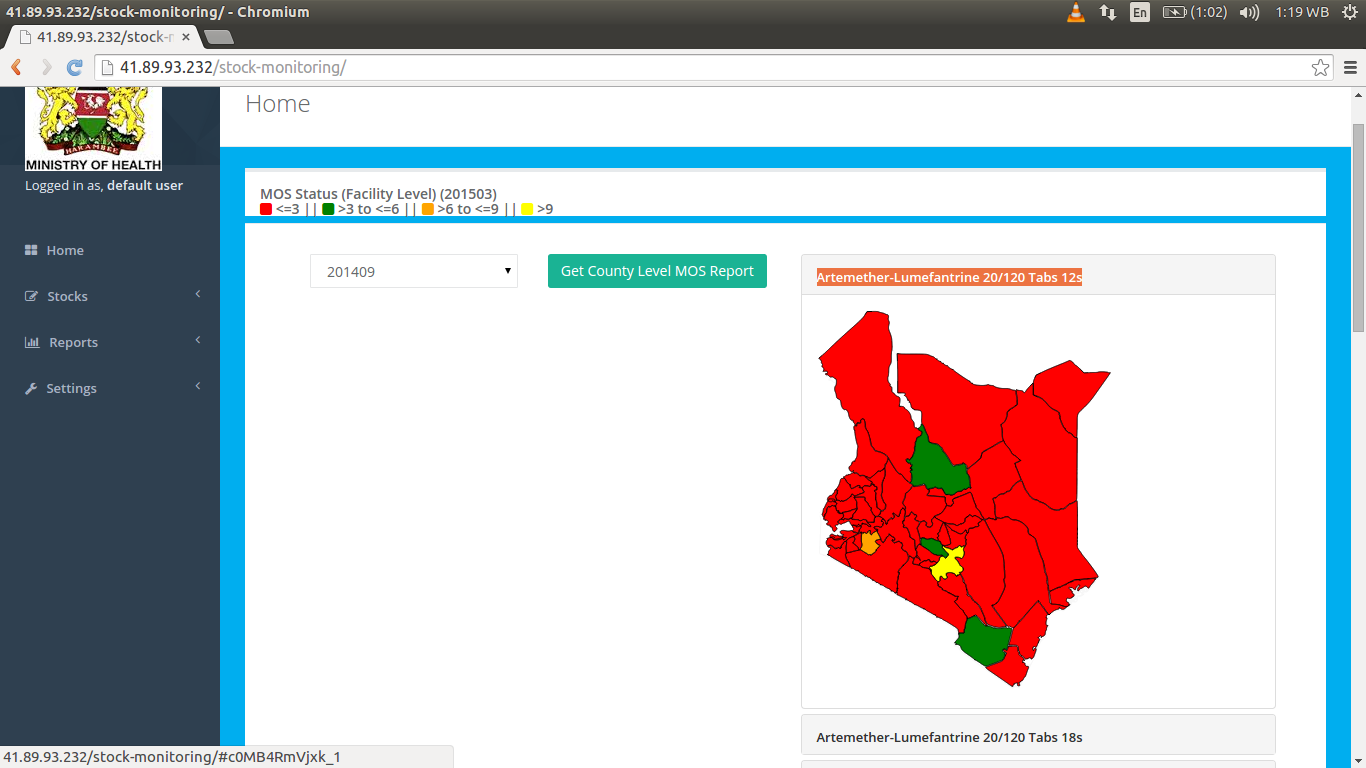 41.89.93.232/stock-monitoring/ - Chromium
En
(1:02)
1:19 WB
41.89.93.232/stock-r
41.89.93.232/stock-monitoring/
HARAMBEE
MINISTRY OF HEALTH
Logged in as, default user
Home
Stocks
Reports
Settings
Home
MOS Status (Facility Level) (201503)
<=3 || >3 to <=6 || >6 to <=9 || >9
201409
Get County Level MOS Report
Artemether-Lumefantrine 20/120 Tabs 12s
Artemether-Lumefantrine 20/120 Tabs 18s
41.89.93.232/stock-monitoring/#c0MB4RmVjxk_1